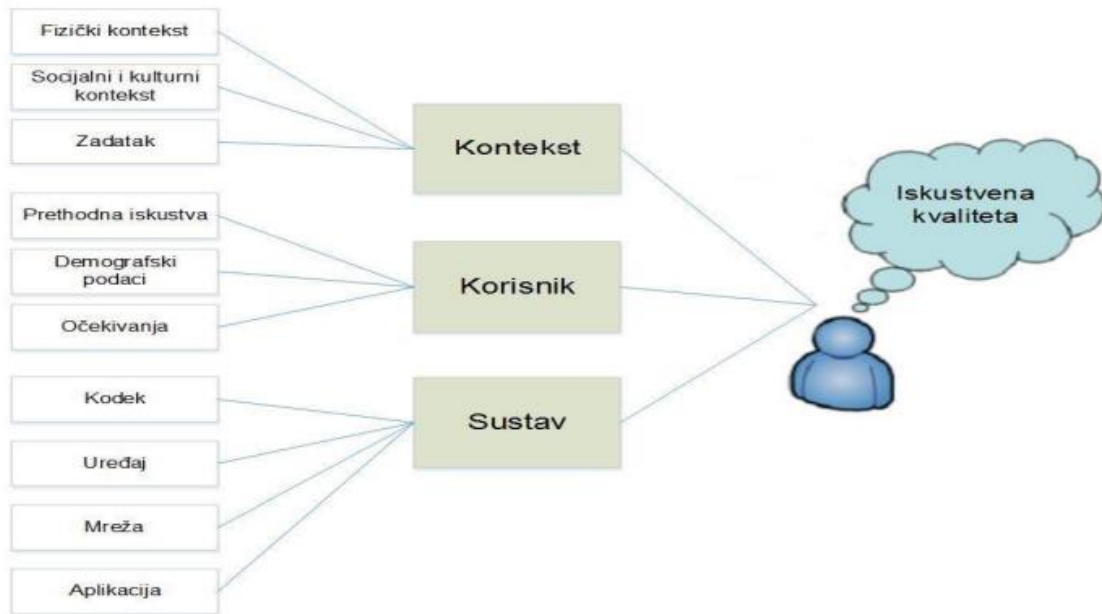 Fizički kontekst
Socijalni i kulturni
kontekst
Zadatak
Prethodna iskustva
Demografski
podaci
Očekivanja
Kodek
Uređaj
Mreža
Aplikacija
Kontekst
Korisnik
Sustav
Iskustvena
kvaliteta